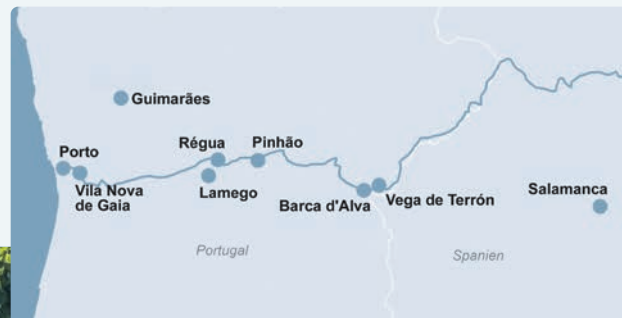 Guimarães
Porto
Régua
Pinhão
Vila Nova
de Gaia
Lamego
Barca d'Alva
Vega de Terrón
Salamanca
Portugal
Spanien